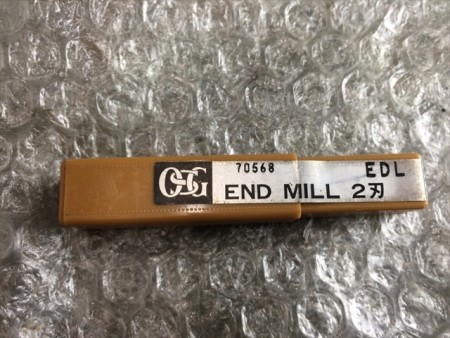 OSG
70568 EDL
END MILL 2刃